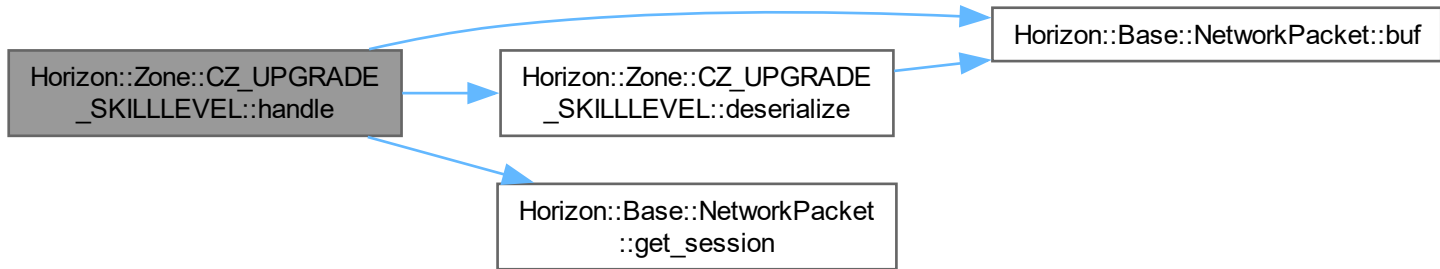 Horizon::Zone::CZ_UPGRADE
_SKILLLEVEL::handle
Horizon::Zone::CZ_UPGRADE
_SKILLLEVEL::deserialize
Horizon::Base::NetworkPacket::buf
Horizon::Base::NetworkPacket
::get_session